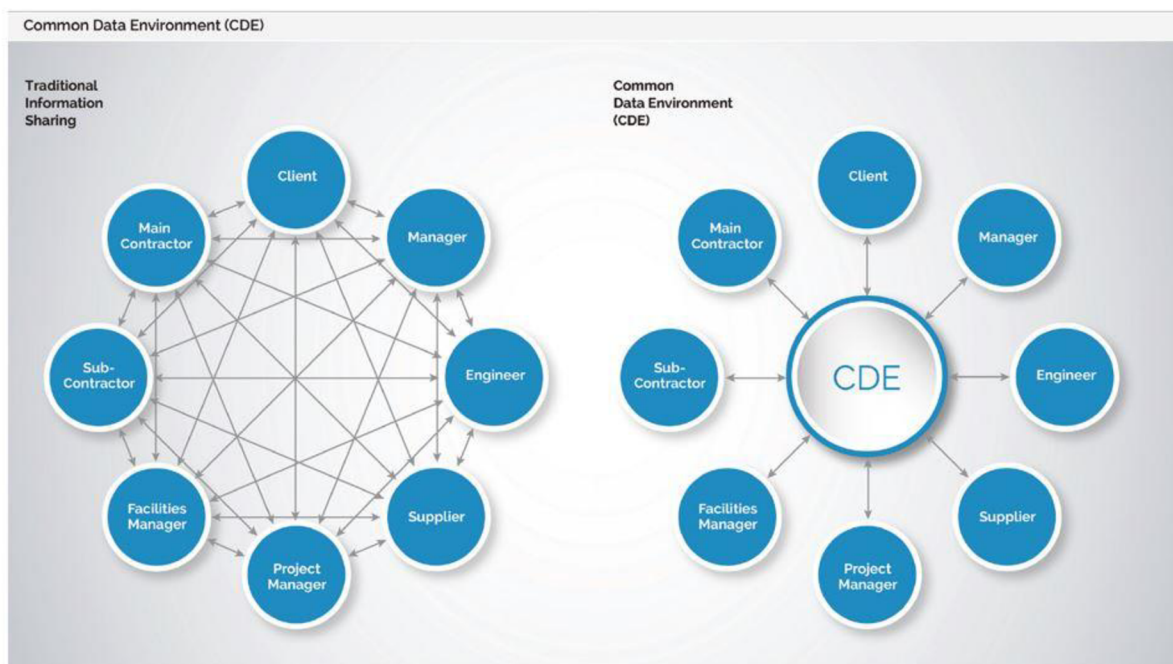 Common Data Environment (CDE)
Traditional
Information
Sharing
Client
Main
Contractor
Manager
Sub-
Contractor
Engineer
Facilities
Manager
Supplier
Project
Manager
Common
Data Environment
(CDE)
Client
Main
Contractor
Manager
Sub-
Contractor
CDE
Engineer
Facilities
Manager
Supplier
Project
Manager